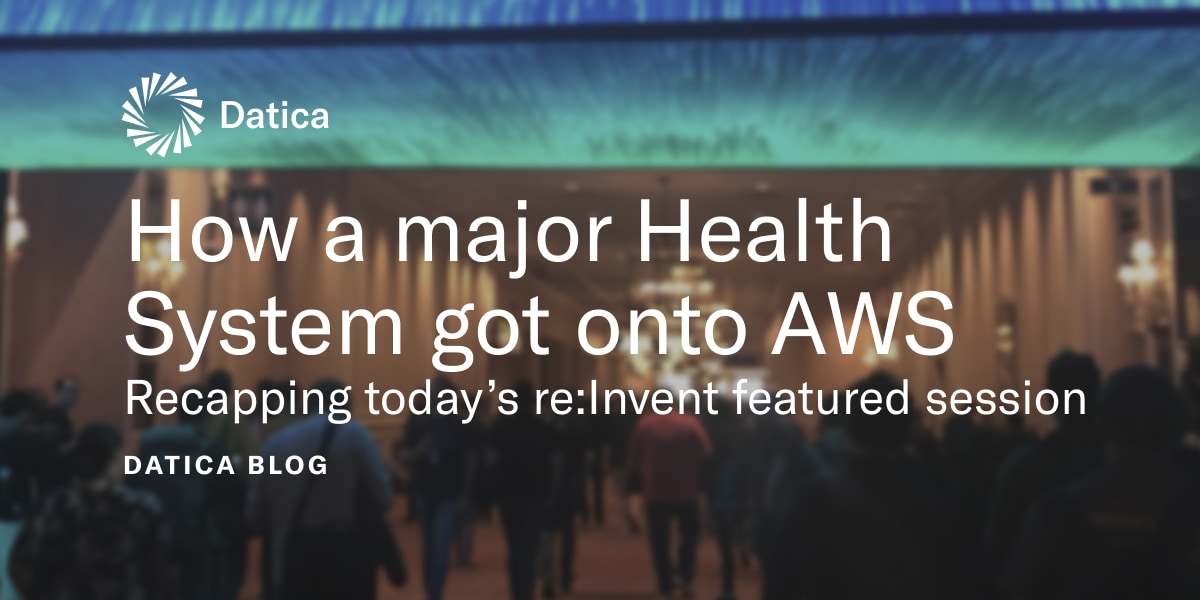 Datica
How a major Health
System got onto AWS
Recapping today’s re:Invent featured session
DATICA BLOG